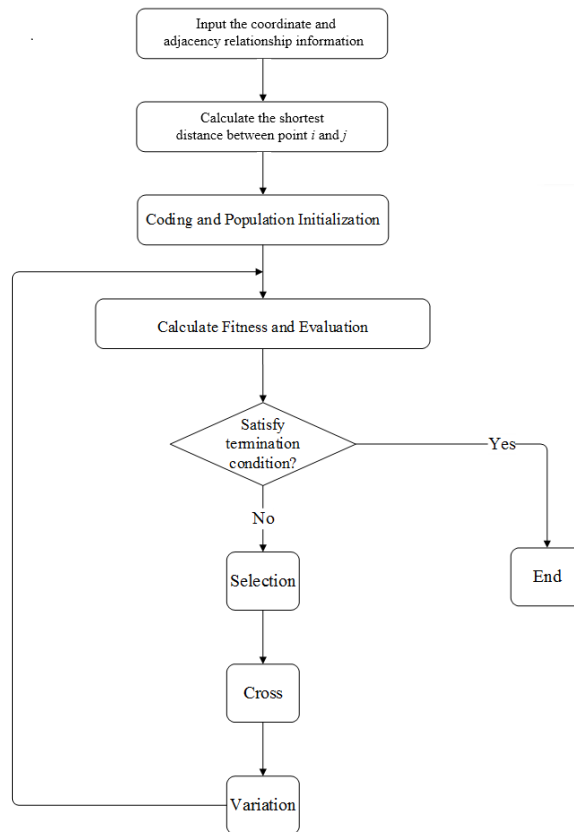 Input the coordinate and
adjacency relationship information
Calculate the shortest
distance between point i and j
Coding and Population Initialization
Calculate Fitness and Evaluation
Satisfy
termination
condition?
Yes
No
Selection
End
Cross
Variation